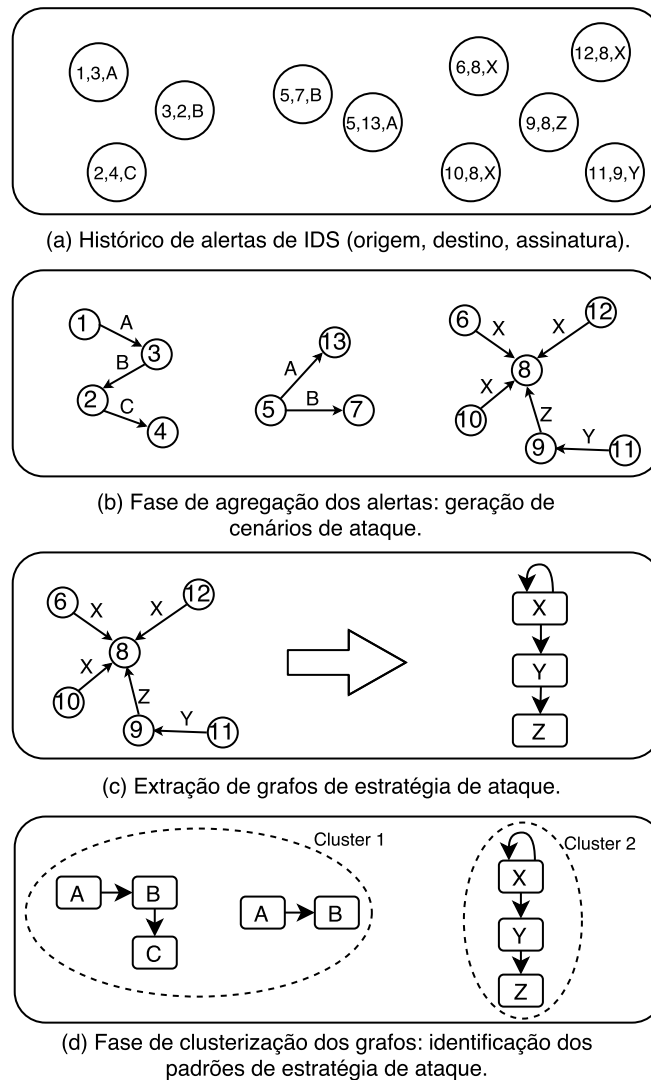 1,3,A
3,2,B
2,4,C
5,7,B
5,13,A
6,8,X
12,8,X
9,8,Z
10,8,X
11,9,Y
(a) Histórico de alertas de IDS (origem, destino, assinatura).
1
A
3
B
2
C
4
13
A
5
B
7
6
X
X
12
8
X
10
Z
9
Y
11
(b) Fase de agregação dos alertas: geração de
cenários de ataque.
6
X
X
12
8
X
10
Z
9
Y
11
X
Y
Z
(c) Extração de grafos de estratégia de ataque.
Cluster 1
A
B
C
A
B
Cluster 2
X
Y
Z
(d) Fase de clusterização dos grafos: identificação dos
padrões de estratégia de ataque.